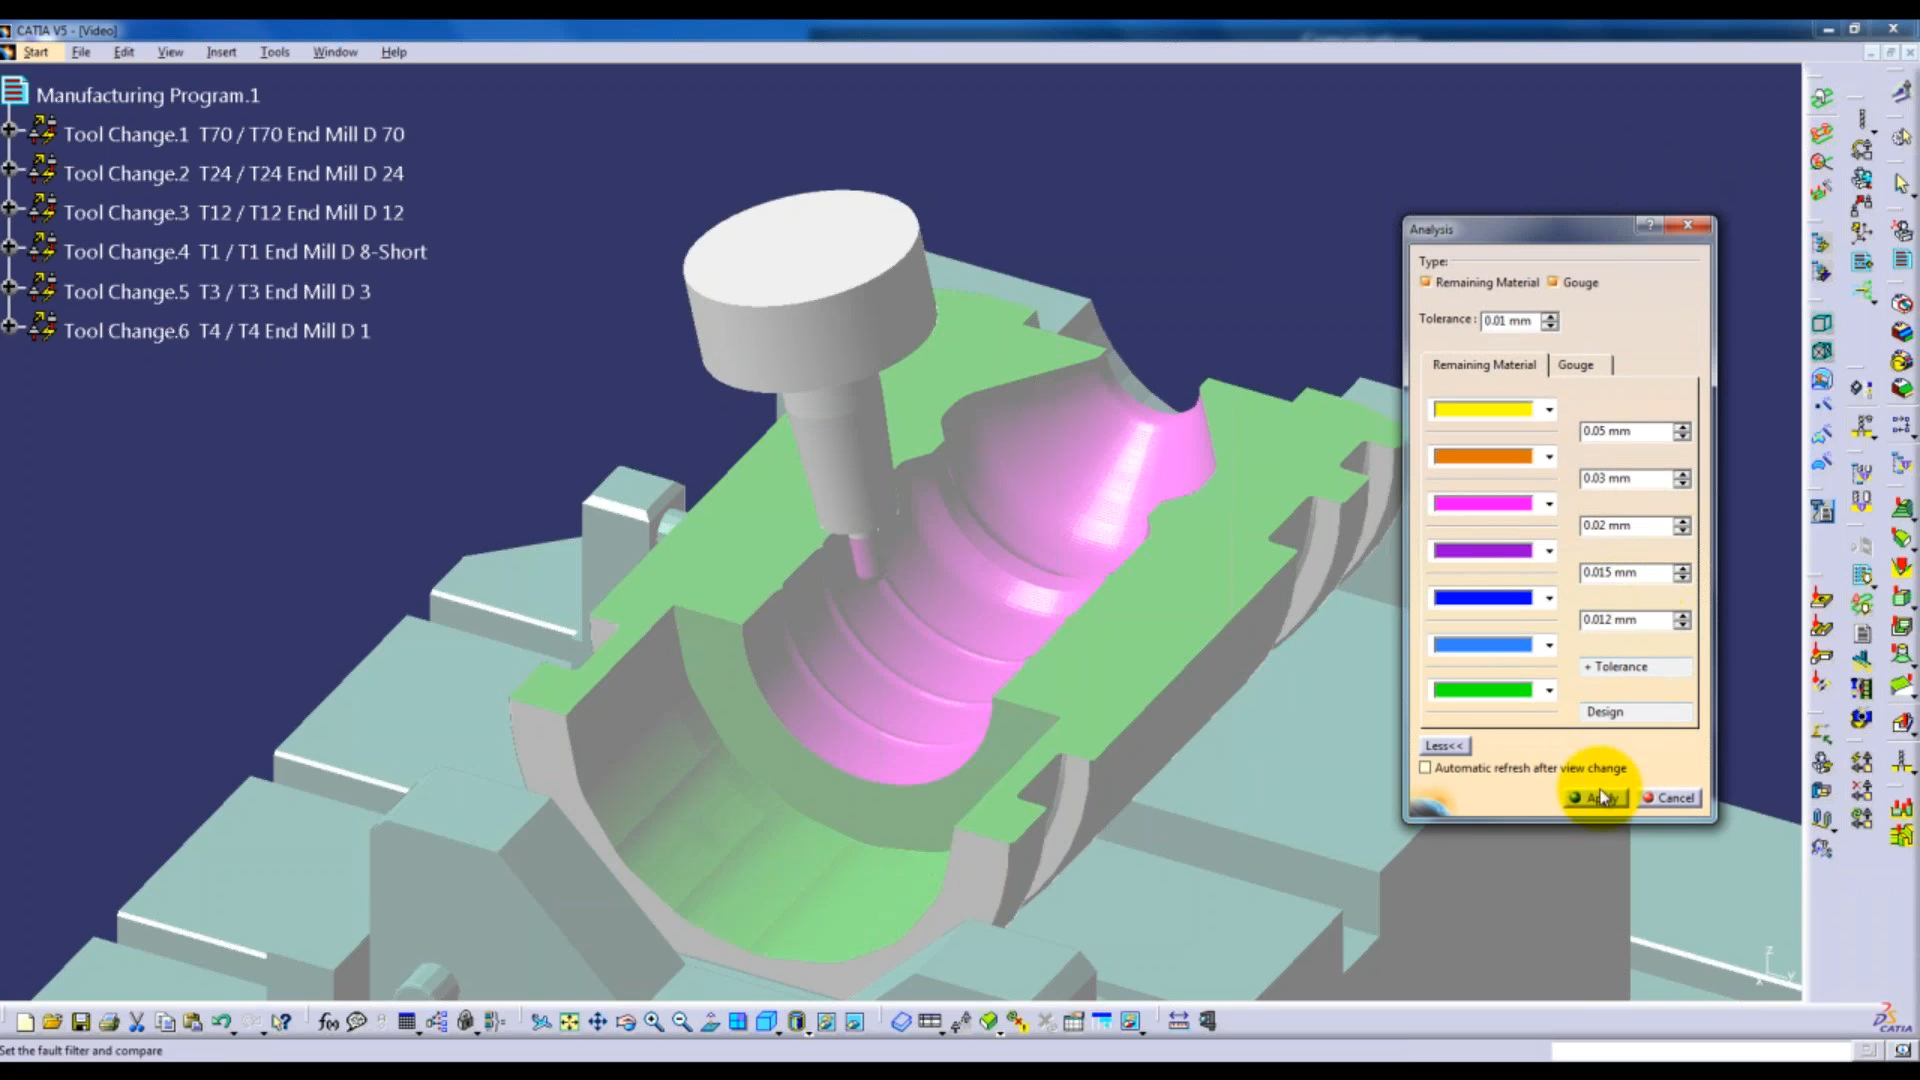 CATIA V5 - [Video]
Start File Edit View Insert Tools Window Help
Manufacturing Program.1
Tool Change.1 T70 / T70 End Mill D 70
Tool Change.2 T24 / T24 End Mill D 24
Tool Change.3 T12 / T12 End Mill D 12
Tool Change.4 T1 / T1 End Mill D 8-Short
Tool Change.5 T3 / T3 End Mill D 3
Tool Change.6 T4 / T4 End Mill D 1
Analysis
Type:
Remaining Material Gouge
Tolerance : 0.01 mm
Remaining Material Gouge
0.05 mm
0.03 mm
0.02 mm
0.015 mm
0.012 mm
+ Tolerance
Design
Less<<
Automatic refresh after view change
Apply Cancel
Z
f(x)
CATIA
Set the fault filter and compare